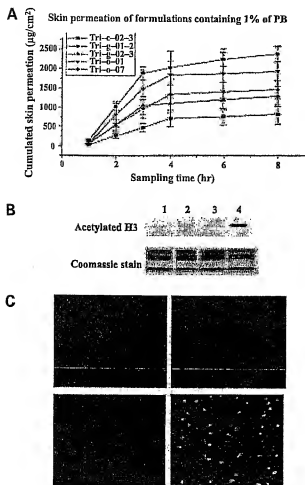 A
Skin permeation of formulations containing 1% of PB
Cumulated skin permeation (μg/cm²)
2500
2000
1500
1000
500
0
Tri-c-02-3
Tri-g-01-2
Tri-g-02-3
Tri-o-01
Tri-o-07
0 2 4 6 8
Sampling time (hr)
B
1 2 3 4
Acetylated H3
Coomassie stain
C